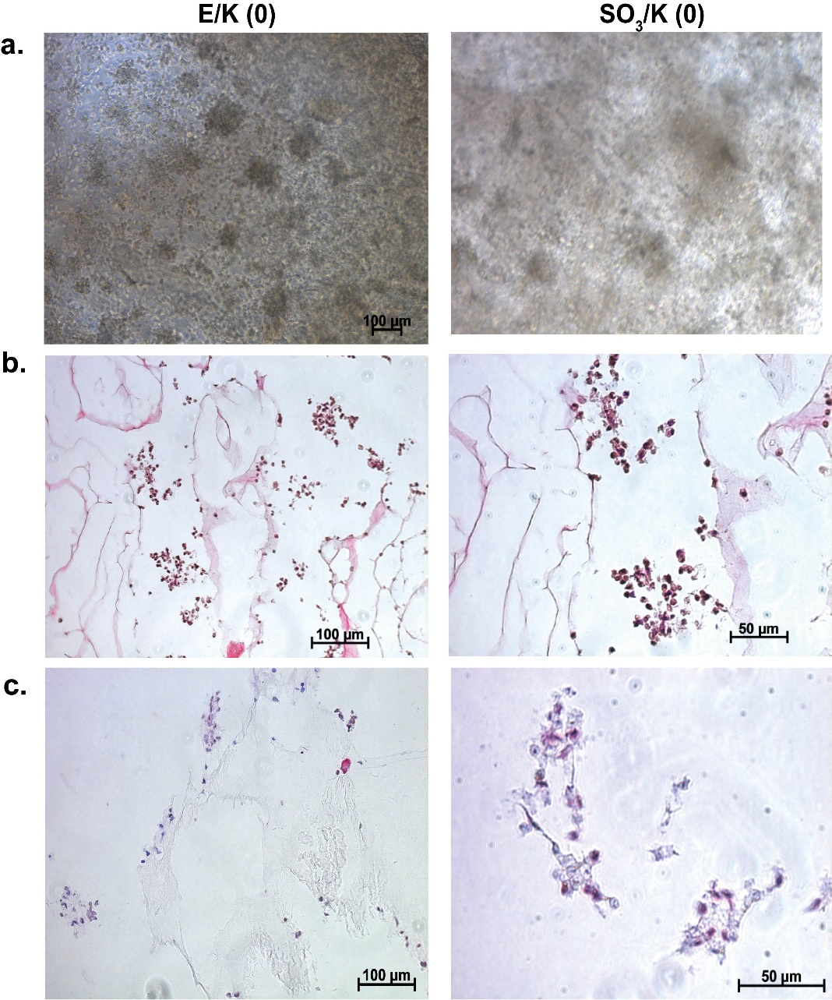 E/K (0) SO3/K (0)
a.
100 µm
b.
100 µm 50 µm
c.
100 µm 50 µm